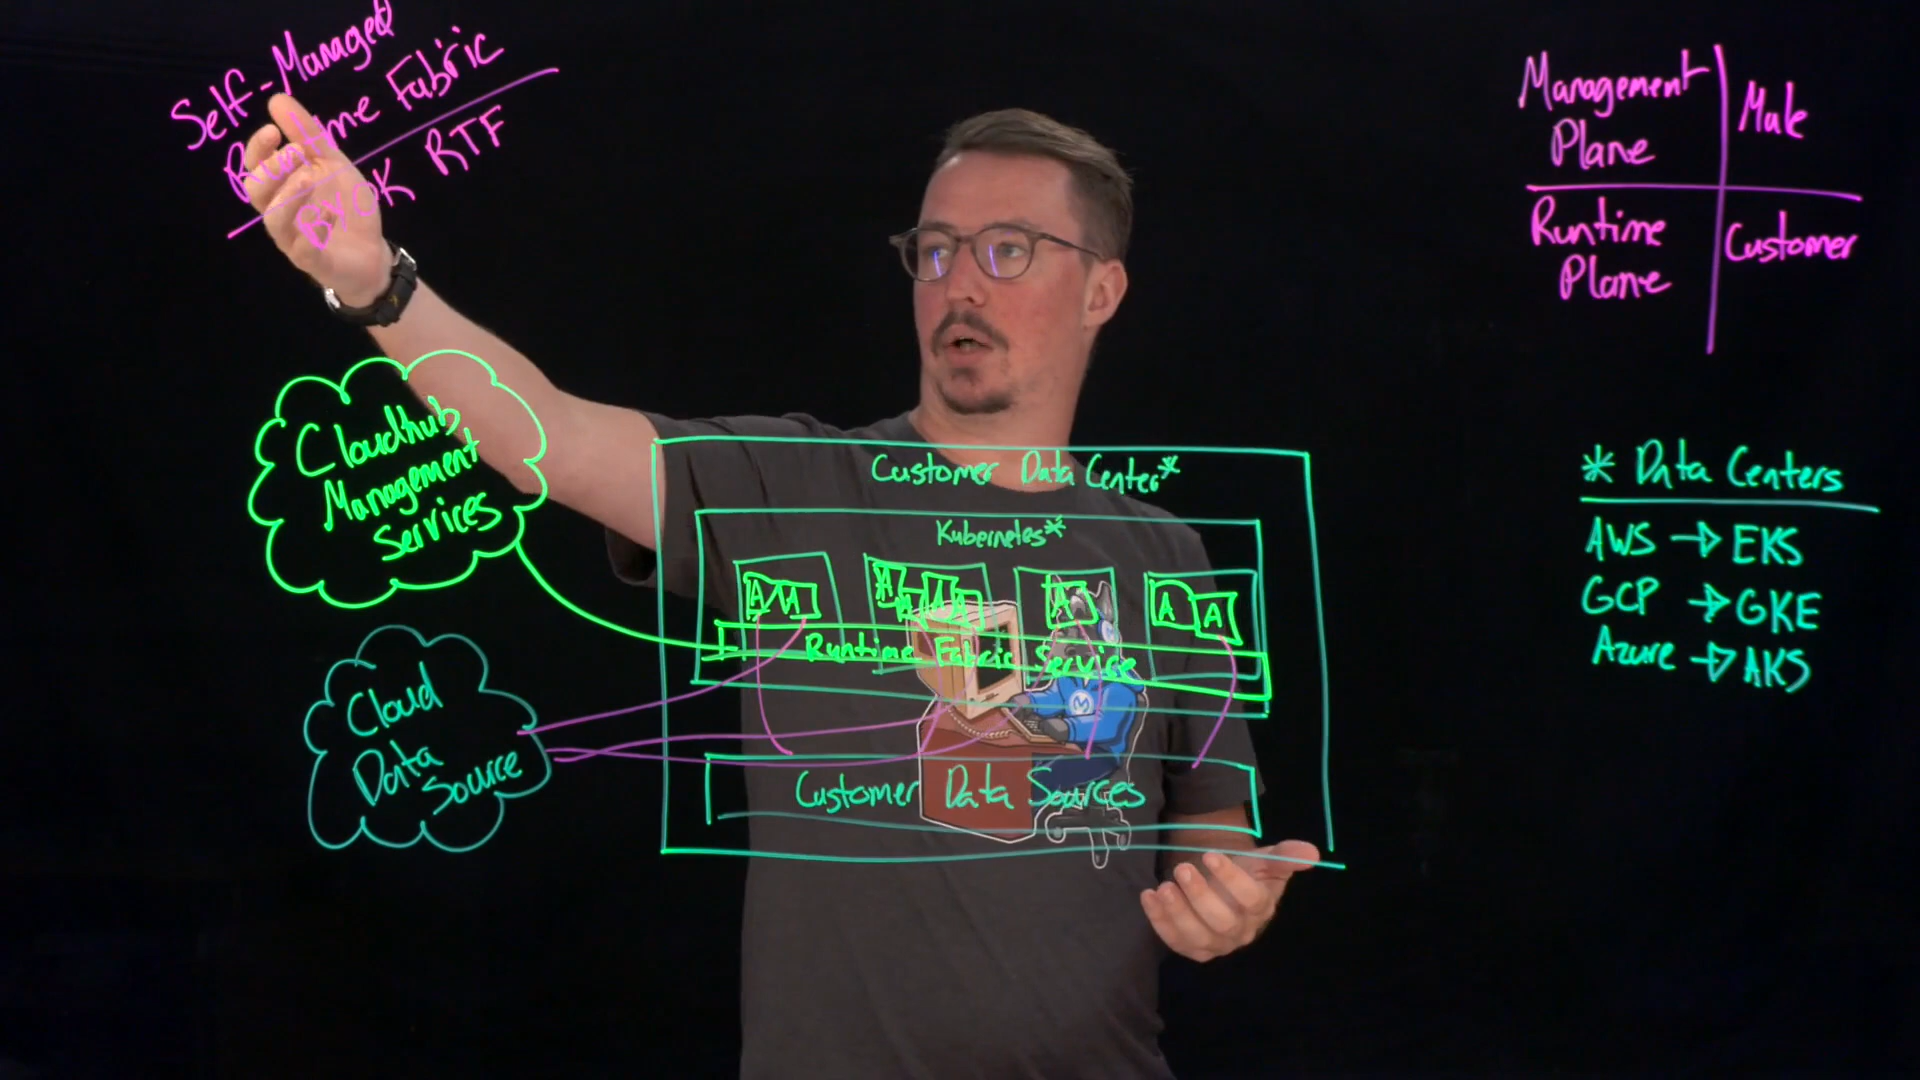 Self-Managed
Runtime Fabric
BYOK RTF
Management
Plane
Mule
Runtime
Plane
Customer
Cloudhub
Management
Services
Customer Data Center*
Kubernetes*
A A
A A A A
A
A A
Runtime Fabric Service
Customer Data Sources
Cloud
Data
Source
* Data Centers
AWS → EKS
GCP → GKE
Azure → AKS